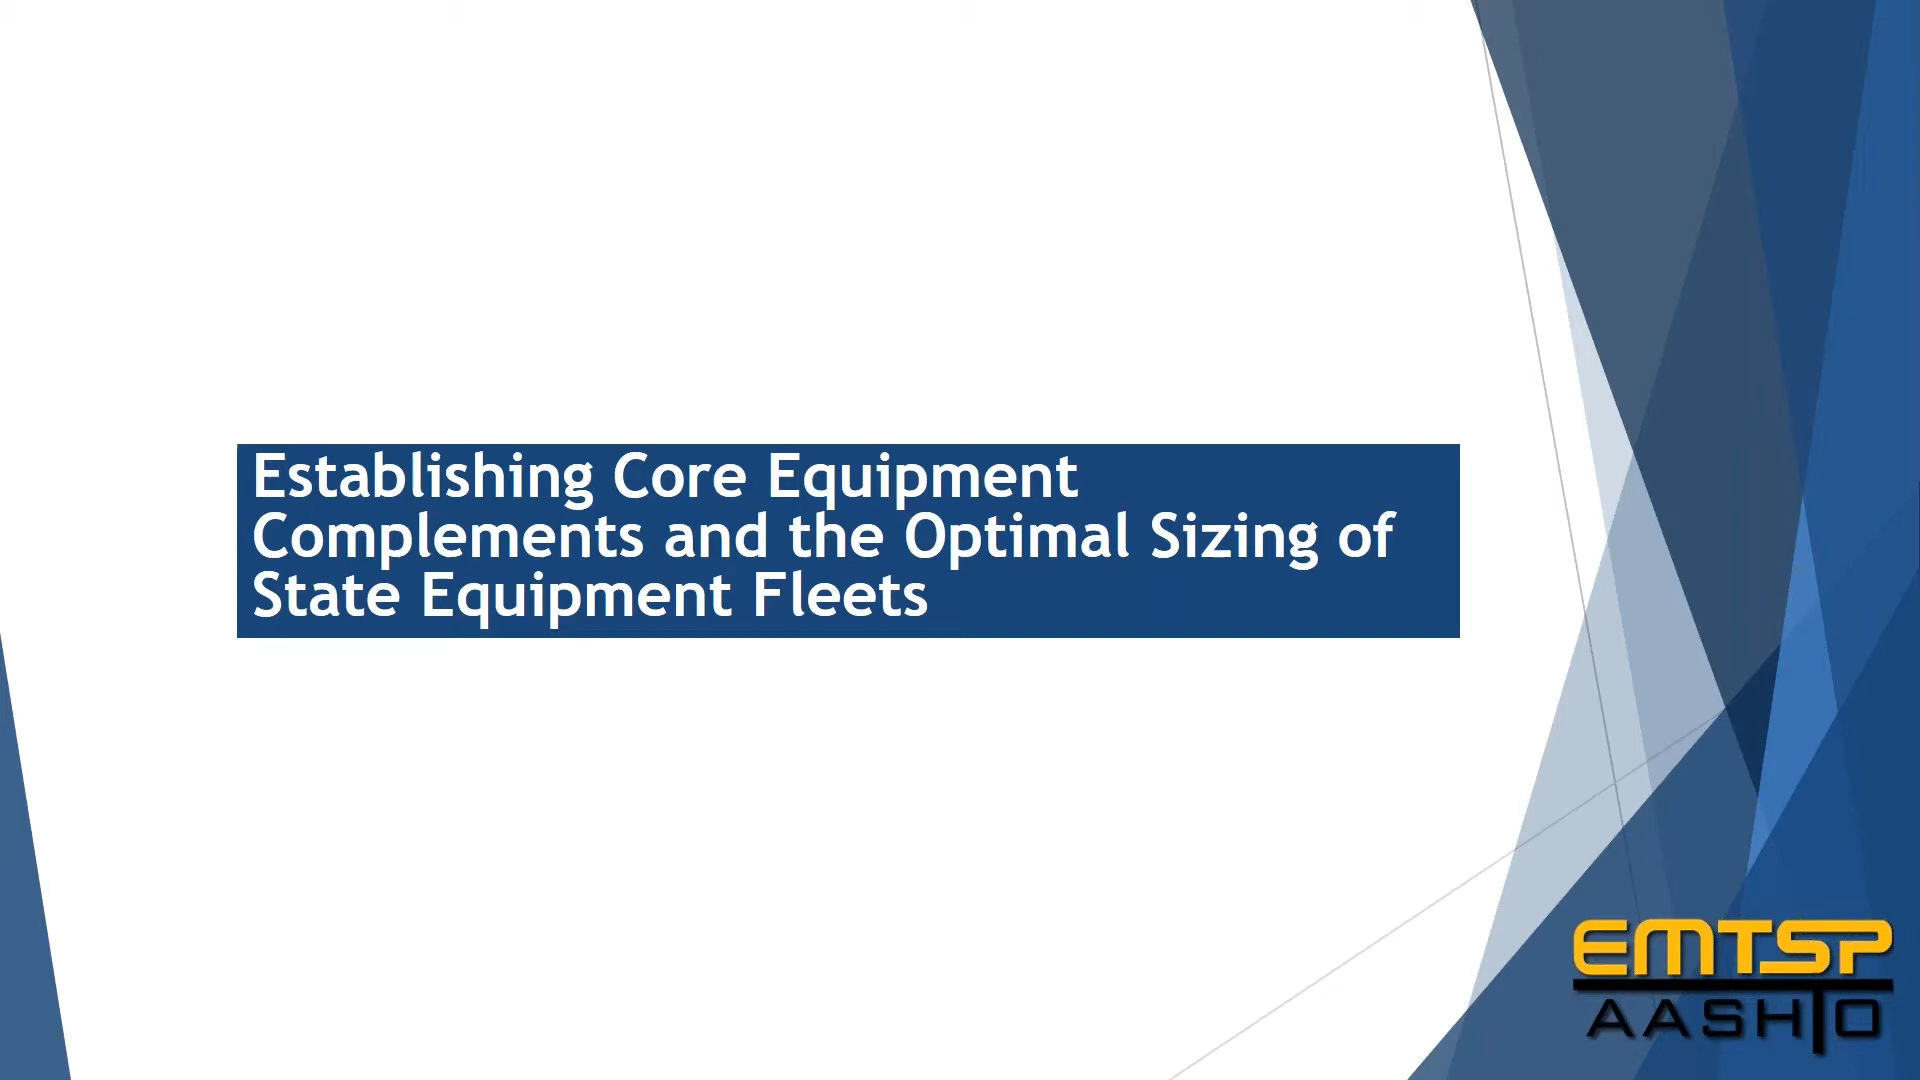 Establishing Core Equipment
Complements and the Optimal Sizing of
State Equipment Fleets
EMTSP
AASHTO